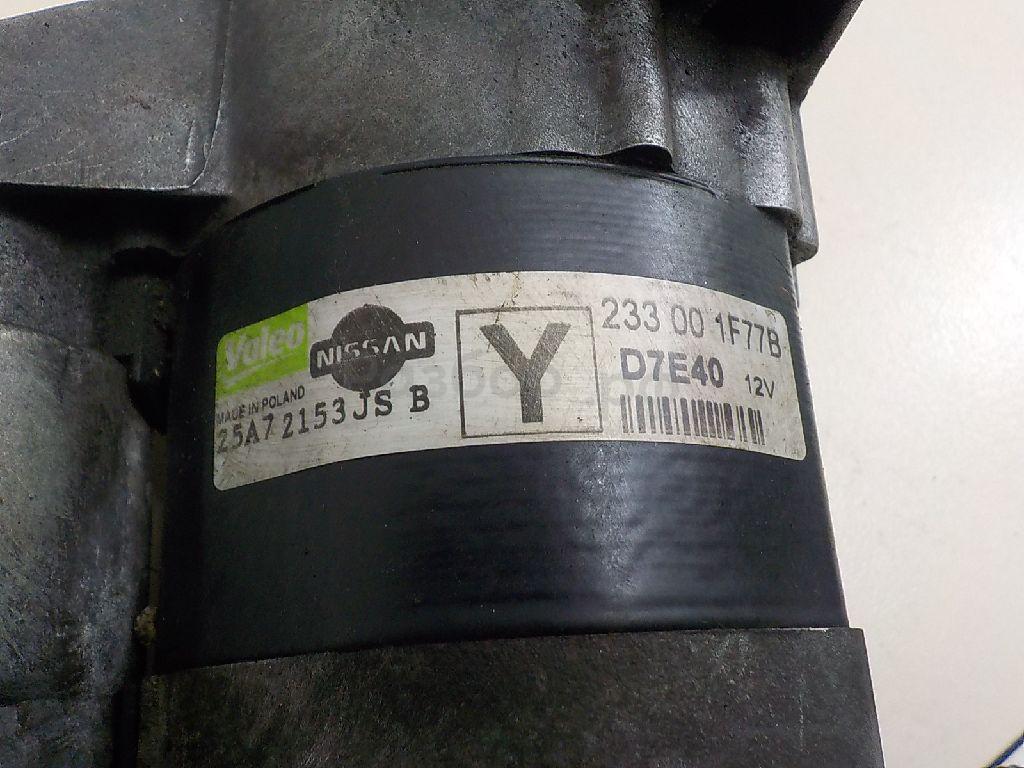 Valeo
NISSAN
MADE IN POLAND
25A72153JS B
Y
233 00 1F77B
D7E40 12V